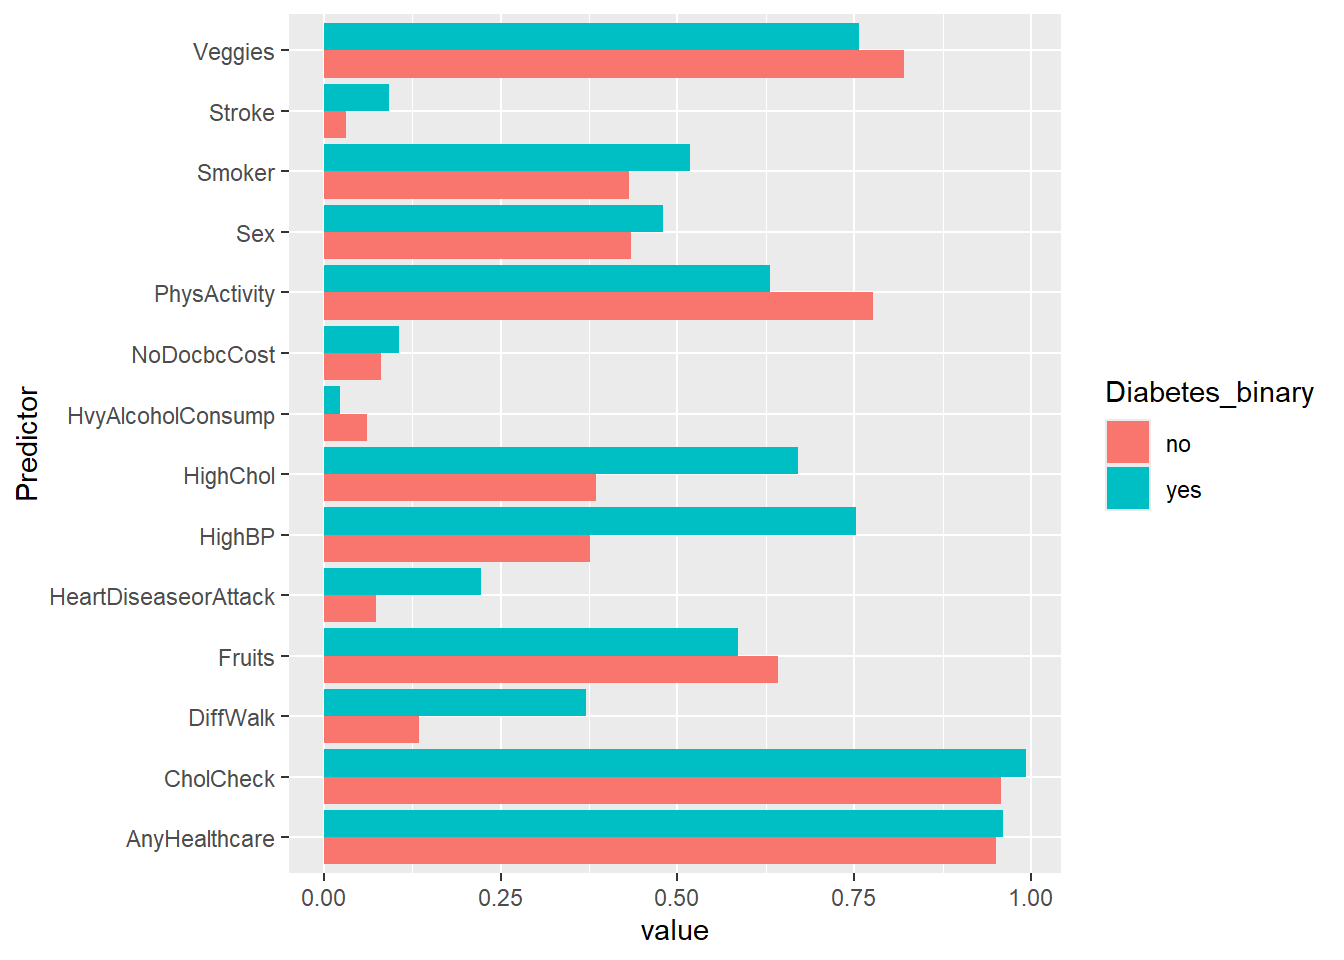 Predictor
Veggies
Stroke
Smoker
Sex
PhysActivity
NoDocbcCost
HvyAlcoholConsump
HighChol
HighBP
HeartDiseaseorAttack
Fruits
DiffWalk
CholCheck
AnyHealthcare
0.00 0.25 0.50 0.75 1.00
value
Diabetes_binary
no
yes